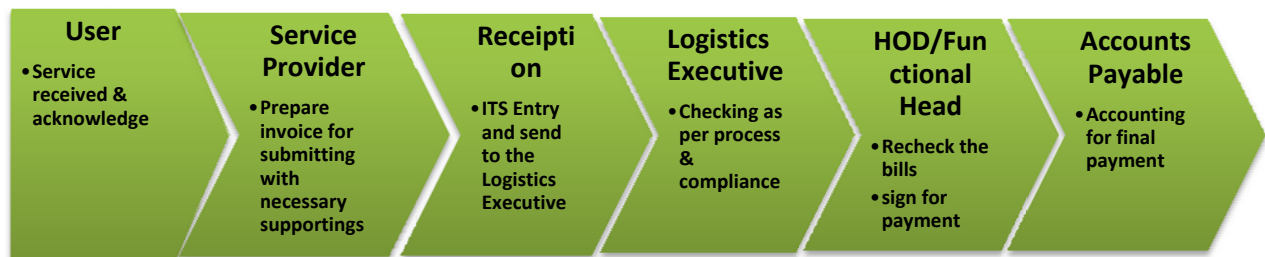 User
• Service
received &
acknowledge
Service
Provider
• Prepare
invoice for
submitting
with
necessary
supportings
Receipti
on
• ITS Entry
and send
to the
Logistics
Executive
Logistics
Executive
• Checking as
per process
&
compliance
HOD/Fun
ctional
Head
• Recheck the
bills
• sign for
payment
Accounts
Payable
• Accounting
for final
payment